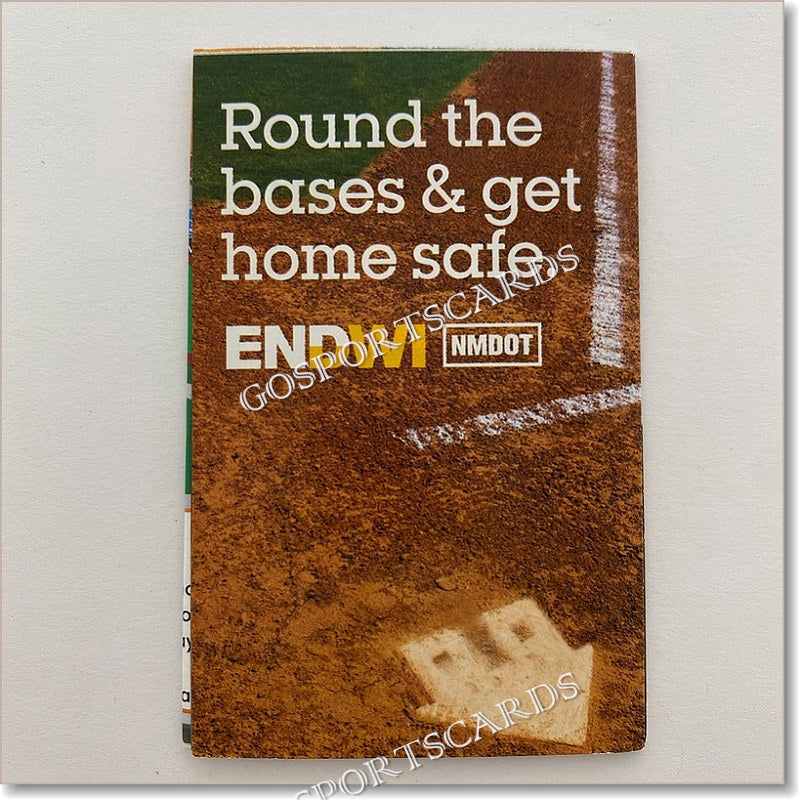 Round the
bases & get
home safe.
ENDWI NMDOT
GOSPORTSCARDS
GOSPORTSCARDS